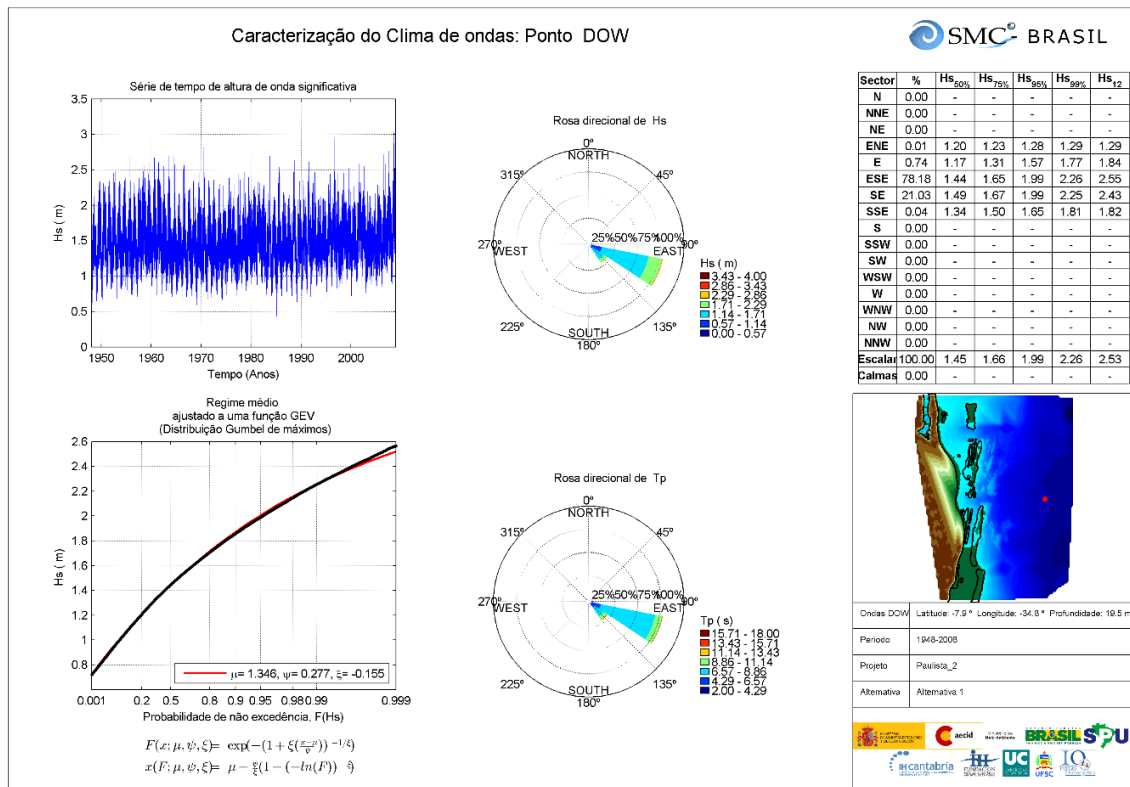 Caracterização do Clima de ondas: Ponto DOW
SMC - BRASIL
Série de tempo de altura de onda significativa
3.5
3
2.5
2
1.5
1
0.5
0
Hs ( m)
1950 1960 1970 1980 1990 2000
Tempo (Anos)
Rosa direcional de Hs
0º
NORTH
315º 45º
25%50%75%100%
270º 90º
WEST EAST
225º 135º
SOUTH
180º
Hs ( m)
3.43 - 4.00
2.86 - 3.43
2.29 - 2.86
1.71 - 2.29
1.14 - 1.71
0.57 - 1.14
0.00 - 0.57
Sector % Hs50% Hs75% Hs95% Hs99% Hs12
N 0.00 - - - - -
NNE 0.00 - - - - -
NE 0.00 - - - - -
ENE 0.01 1.20 1.23 1.28 1.29 1.29
E 0.74 1.17 1.31 1.57 1.77 1.84
ESE 78.18 1.44 1.65 1.99 2.26 2.55
SE 21.03 1.49 1.67 1.99 2.25 2.43
SSE 0.04 1.34 1.50 1.65 1.81 1.82
S 0.00 - - - - -
SSW 0.00 - - - - -
SW 0.00 - - - - -
WSW 0.00 - - - - -
W 0.00 - - - - -
WNW 0.00 - - - - -
NW 0.00 - - - - -
NNW 0.00 - - - - -
Escalar 100.00 1.45 1.66 1.99 2.26 2.53
Calmas 0.00 - - - - -
Regime médio
ajustado a uma função GEV
(Distribuição Gumbel de máximos)
2.6
2.4
2.2
2
1.8
1.6
1.4
1.2
1
0.8
Hs ( m)
μ= 1.346, ψ= 0.277, ξ= -0.155
0.001 0.2 0.5 0.8 0.9 0.95 0.98 0.99 0.999
Probabilidade de não excedência, F(Hs)
F(x; μ, ψ, ξ)= exp(-(1 + ξ(x-μ/ψ)) -1/ξ)
x(F; μ, ψ, ξ)= μ - ψ/ξ(1 - (-ln(F)) -ξ)
Rosa direcional de Tp
0º
NORTH
315º 45º
25%50%75%100%
270º 90º
WEST EAST
225º 135º
SOUTH
180º
Tp ( s)
15.71 - 18.00
13.43 - 15.71
11.14 - 13.43
8.86 - 11.14
6.57 - 8.86
4.29 - 6.57
2.00 - 4.29
Ondas DOW Latitude: -7.9 º Longitude: -34.8 º Profundidade: 19.5 m
Periodo 1948-2008
Projeto Paulista_2
Alternativa Alternativa 1
aecid
Meio Ambiente
BRASIL
SPU
IH cantabria
UC
UFSC
IO